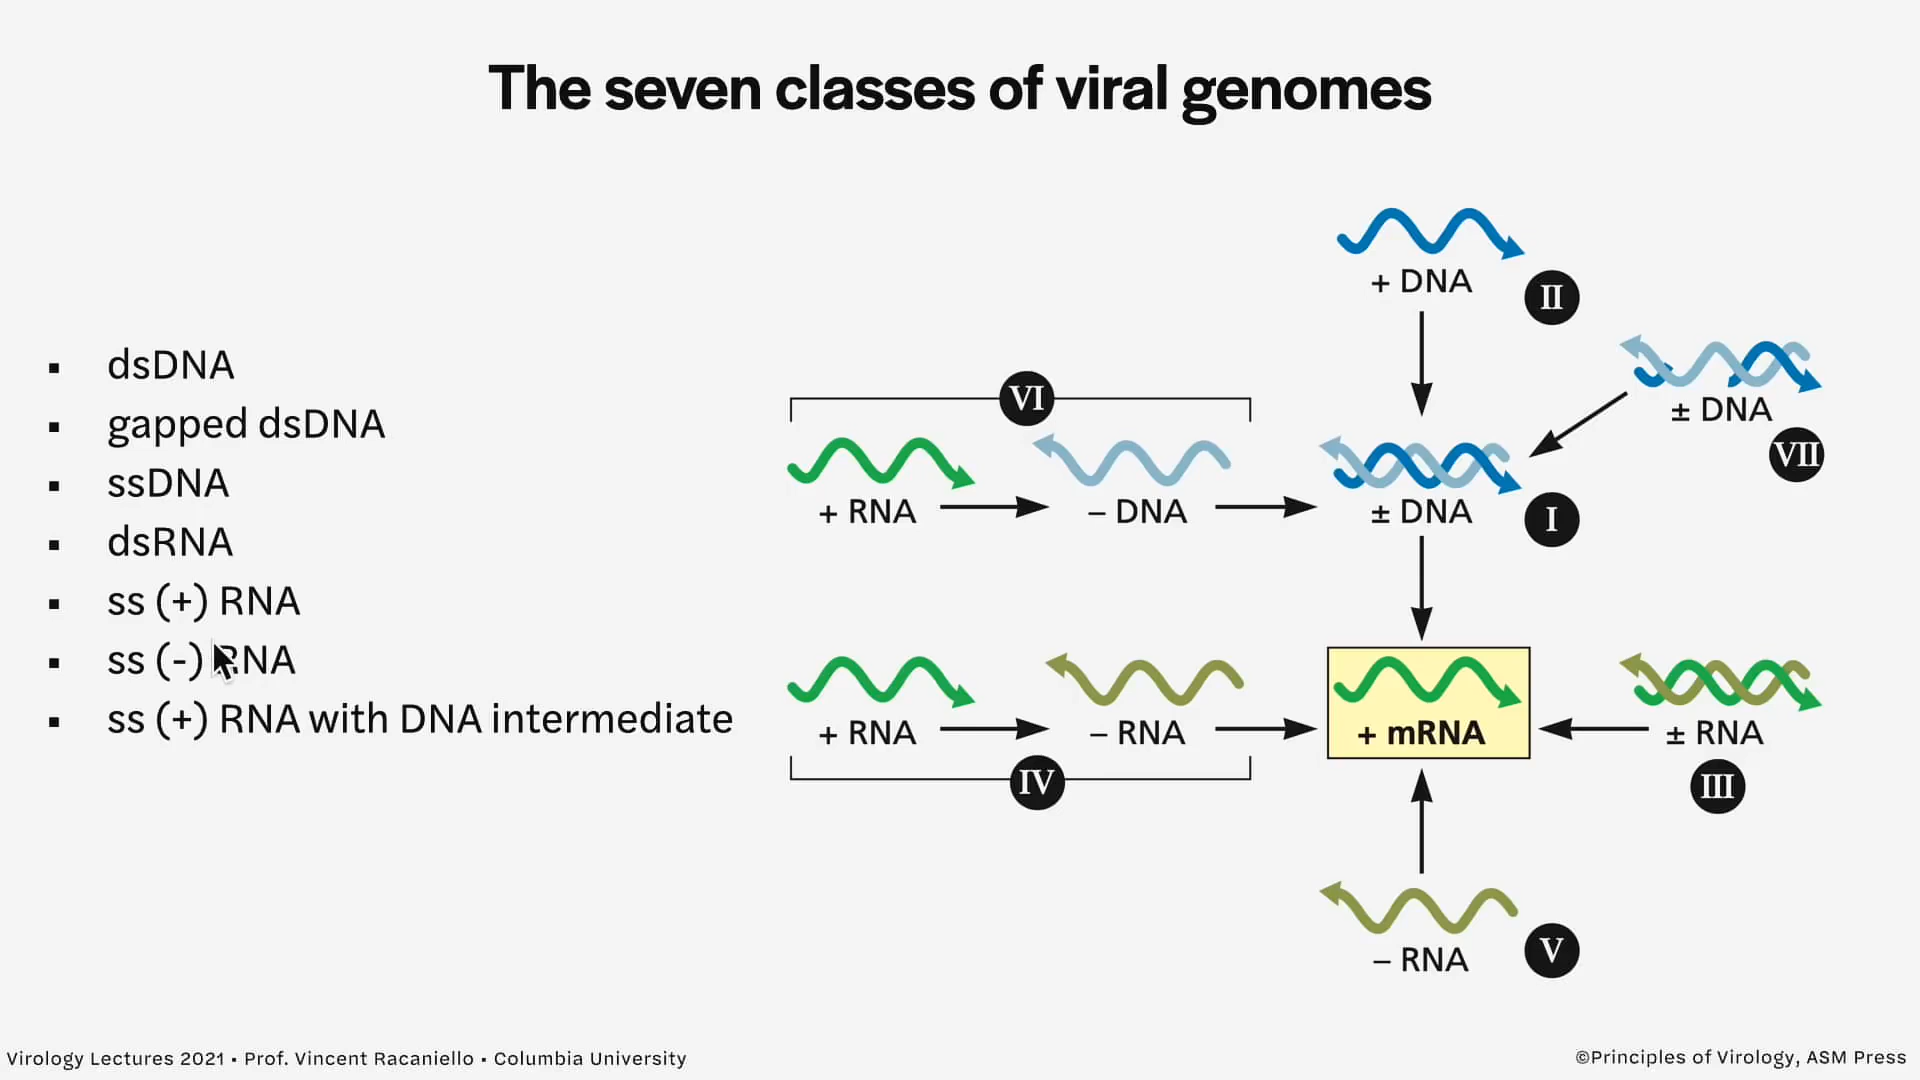 The seven classes of viral genomes
▪ dsDNA
▪ gapped dsDNA
▪ ssDNA
▪ dsRNA
▪ ss (+) RNA
▪ ss (-) RNA
▪ ss (+) RNA with DNA intermediate
+ DNA
II
± DNA
VII
VI
+ RNA
– DNA
± DNA
I
+ RNA
– RNA
IV
+ mRNA
± RNA
III
– RNA
V
Virology Lectures 2021 • Prof. Vincent Racaniello • Columbia University
©Principles of Virology, ASM Press